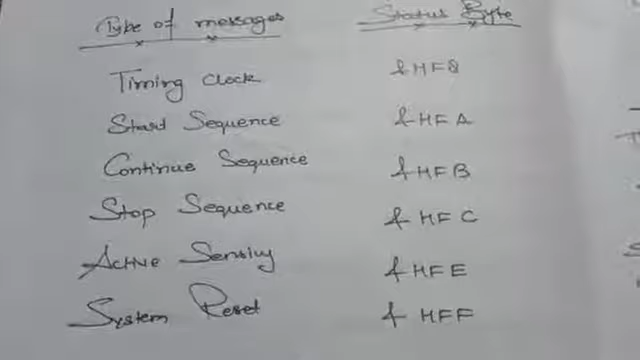 Type of messages Status Byte
Timing Clock &HF8
Start Sequence &HFA
Continue Sequence &HFB
Stop Sequence &HFC
Active Sensing &HFE
System Reset &HFF